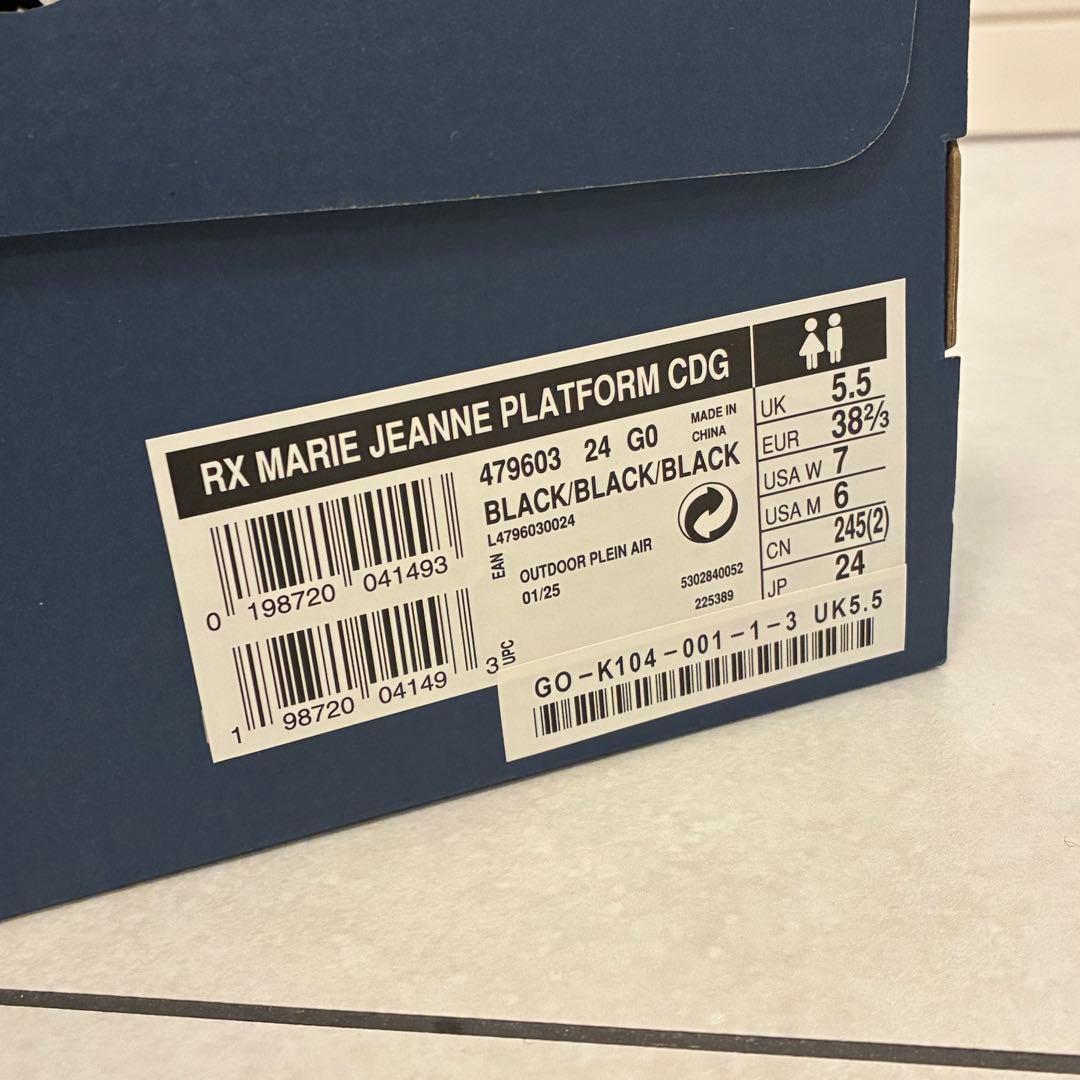 RX MARIE JEANNE PLATFORM CDG
479603 24 G0
MADE IN
CHINA
BLACK/BLACK/BLACK
L4796030024
EAN
OUTDOOR PLEIN AIR
01/25
5302840052
225389
0 198720 041493
1 98720 04149 3
UPC
UK 5.5
EUR 38⅔
USA W 7
USA M 6
CN 245(2)
JP 24
GO-K104-001-1-3 UK5.5